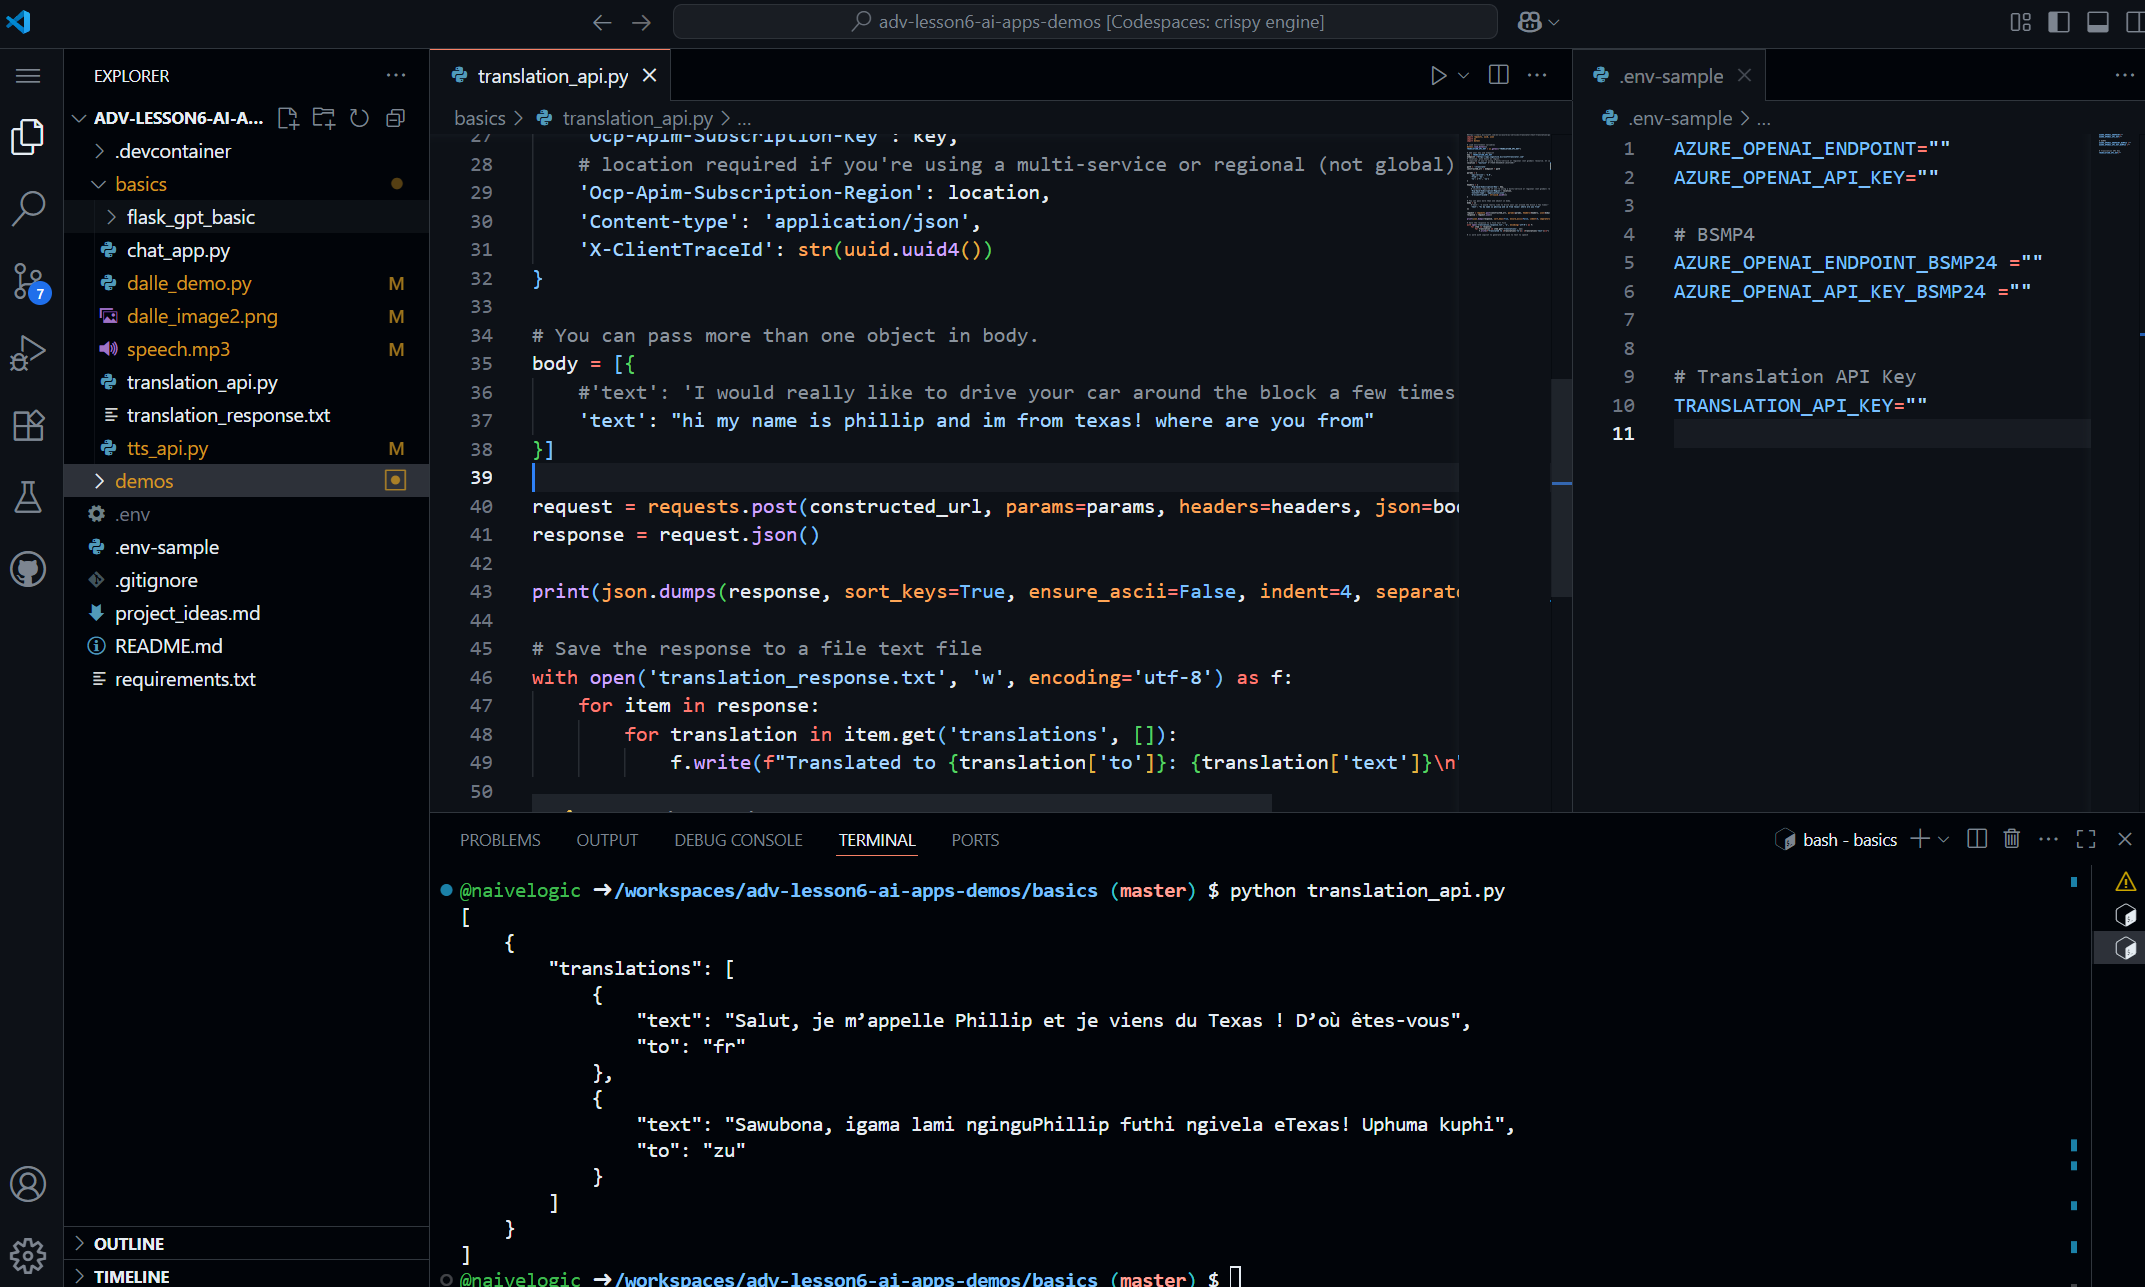 adv-lesson6-ai-apps-demos [Codespaces: crispy engine]
EXPLORER
ADV-LESSON6-AI-A...
.devcontainer
basics
flask_gpt_basic
chat_app.py
dalle_demo.py M
dalle_image2.png M
speech.mp3 M
translation_api.py
translation_response.txt
tts_api.py M
demos
.env
.env-sample
.gitignore
project_ideas.md
README.md
requirements.txt
7
OUTLINE
TIMELINE
translation_api.py
basics > translation_api.py > ...
27 'Ocp-Apim-Subscription-Key': key,
28 # location required if you're using a multi-service or regional (not global)
29 'Ocp-Apim-Subscription-Region': location,
30 'Content-type': 'application/json',
31 'X-ClientTraceId': str(uuid.uuid4())
32 }
33
34 # You can pass more than one object in body.
35 body = [{
36 #'text': 'I would really like to drive your car around the block a few times
37 'text': "hi my name is phillip and im from texas! where are you from"
38 }]
39
40 request = requests.post(constructed_url, params=params, headers=headers, json=bo
41 response = request.json()
42
43 print(json.dumps(response, sort_keys=True, ensure_ascii=False, indent=4, separat
44
45 # Save the response to a file text file
46 with open('translation_response.txt', 'w', encoding='utf-8') as f:
47 for item in response:
48 for translation in item.get('translations', []):
49 f.write(f"Translated to {translation['to']}: {translation['text']}\n"
50
.env-sample
.env-sample > ...
1 AZURE_OPENAI_ENDPOINT=""
2 AZURE_OPENAI_API_KEY=""
3
4 # BSMP4
5 AZURE_OPENAI_ENDPOINT_BSMP24 =""
6 AZURE_OPENAI_API_KEY_BSMP24 =""
7
8
9 # Translation API Key
10 TRANSLATION_API_KEY=""
11
PROBLEMS OUTPUT DEBUG CONSOLE TERMINAL PORTS
bash - basics
@naivelogic ➜/workspaces/adv-lesson6-ai-apps-demos/basics (master) $ python translation_api.py
[
{
"translations": [
{
"text": "Salut, je m’appelle Phillip et je viens du Texas ! D’où êtes-vous",
"to": "fr"
},
{
"text": "Sawubona, igama lami nginguPhillip futhi ngivela eTexas! Uphuma kuphi",
"to": "zu"
}
]
}
]
@naivelogic ➜/workspaces/adv-lesson6-ai-apps-demos/basics (master) $